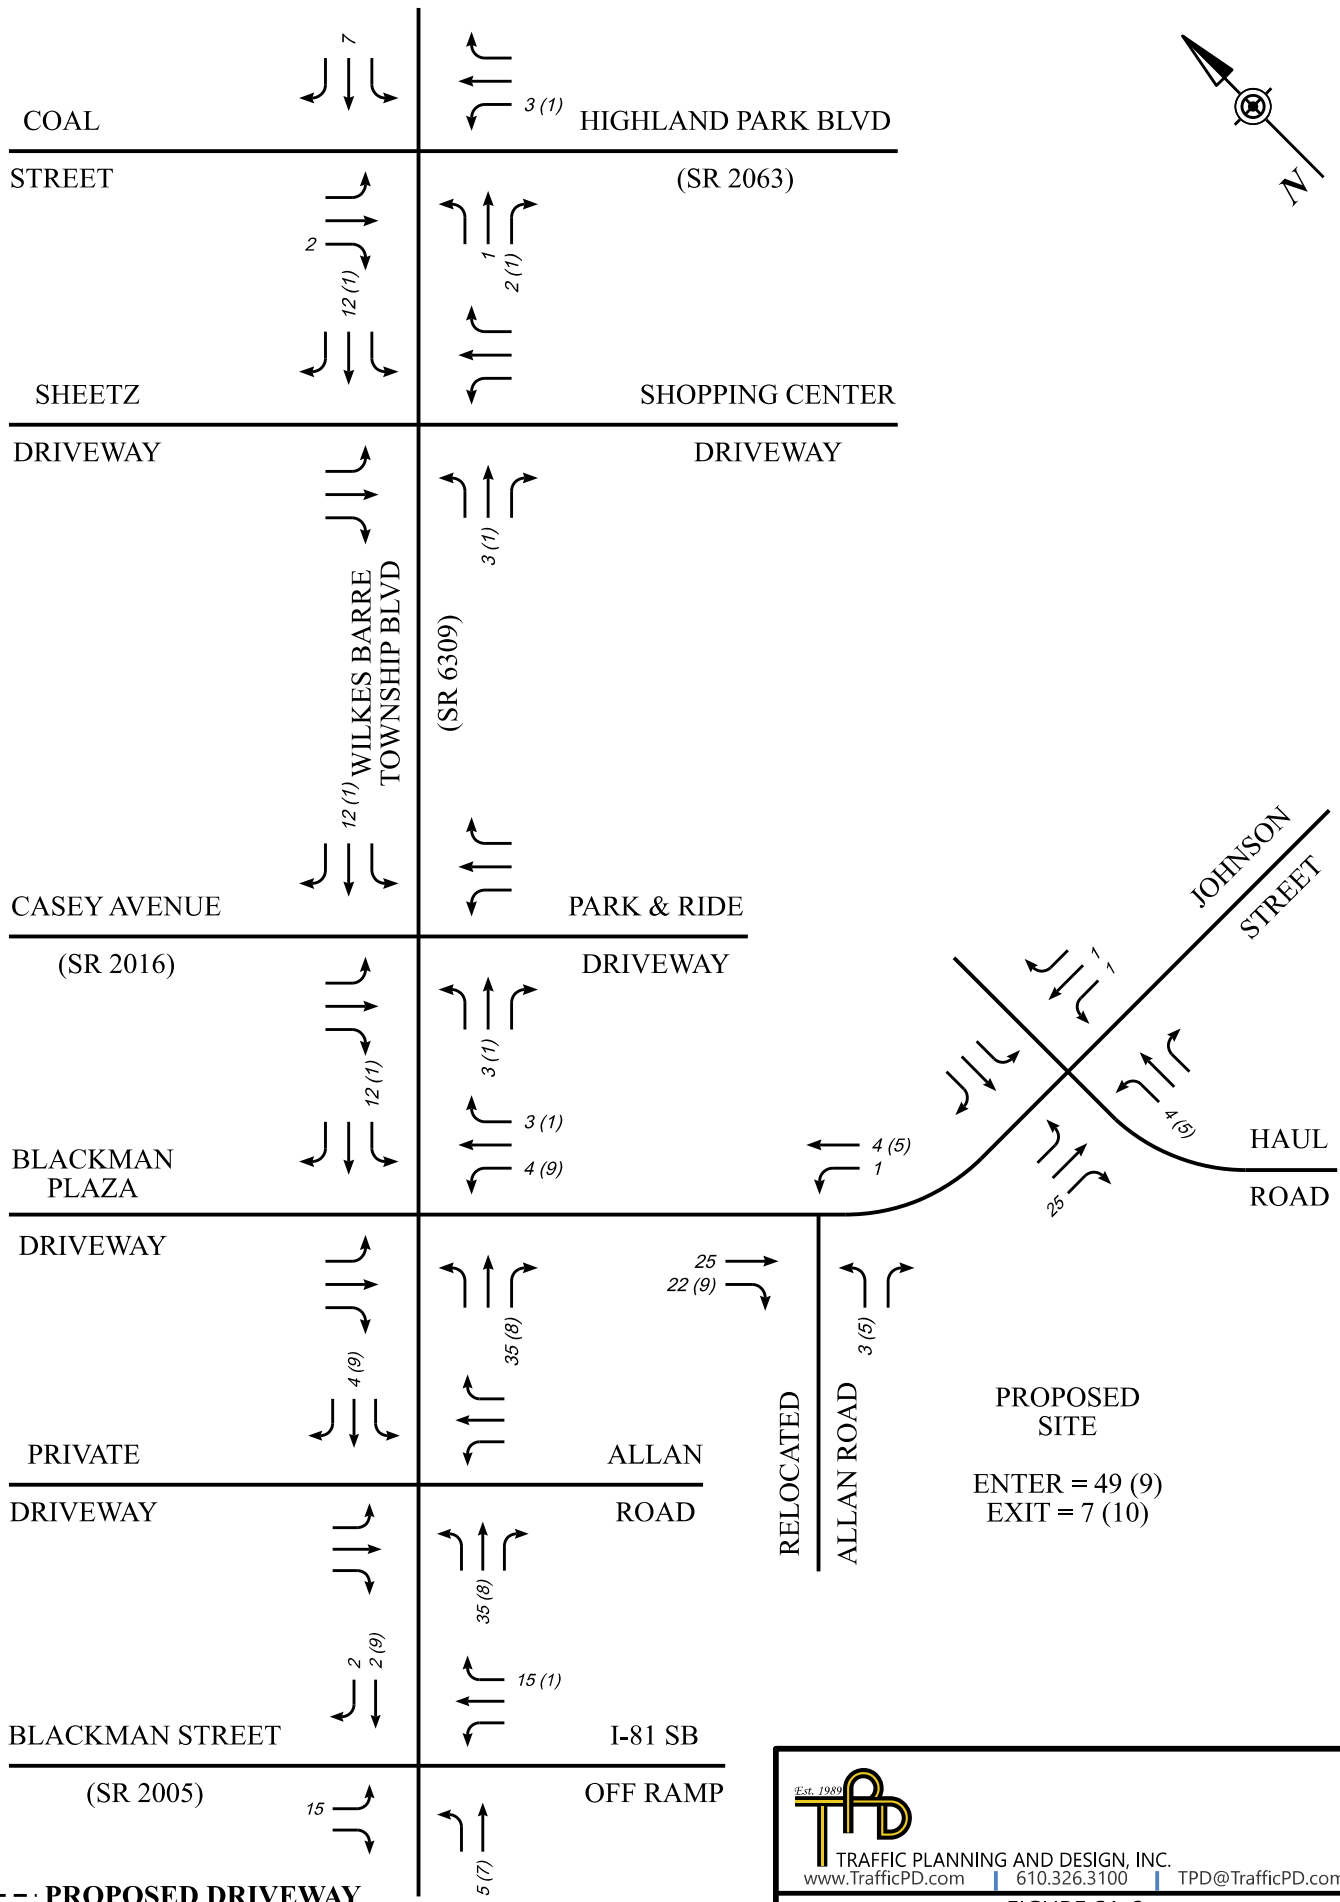 7
3 (1)
COAL
HIGHLAND PARK BLVD
STREET
(SR 2063)
N
2
12 (1)
1
2 (1)
SHEETZ
SHOPPING CENTER
DRIVEWAY
DRIVEWAY
3 (1)
WILKES BARRE
TOWNSHIP BLVD
(SR 6309)
12 (1)
CASEY AVENUE
PARK & RIDE
(SR 2016)
DRIVEWAY
JOHNSON
STREET
1
1
12 (1)
3 (1)
3 (1)
4 (9)
4 (5)
1
4 (5)
25
HAUL
ROAD
BLACKMAN
PLAZA
DRIVEWAY
25
22 (9)
3 (5)
35 (8)
4 (9)
RELOCATED
ALLAN ROAD
PROPOSED
SITE
ENTER = 49 (9)
EXIT = 7 (10)
PRIVATE
ALLAN
DRIVEWAY
ROAD
35 (8)
2
2 (9)
15 (1)
BLACKMAN STREET
I-81 SB
(SR 2005)
OFF RAMP
15
5 (7)
PROPOSED DRIVEWAY
Est. 1989
TPD
TRAFFIC PLANNING AND DESIGN, INC.
www.TrafficPD.com | 610.326.3100 | TPD@TrafficPD.com